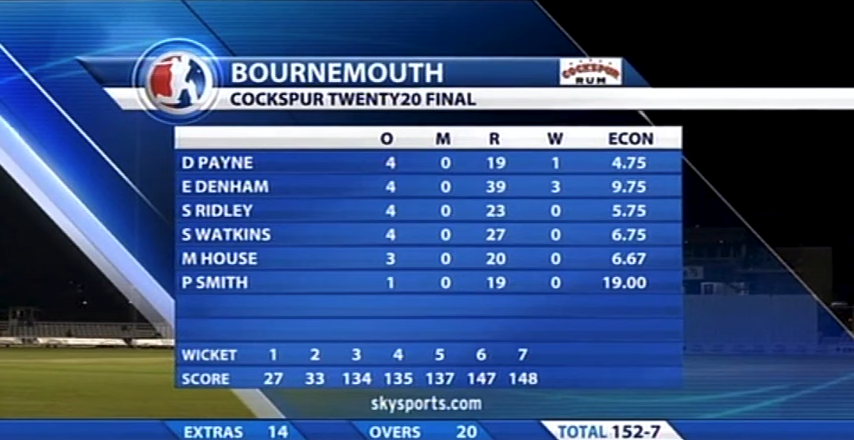 BOURNEMOUTH
COCKSPUR RUM
COCKSPUR TWENTY20 FINAL
O M R W ECON
D PAYNE 4 0 19 1 4.75
E DENHAM 4 0 39 3 9.75
S RIDLEY 4 0 23 0 5.75
S WATKINS 4 0 27 0 6.75
M HOUSE 3 0 20 0 6.67
P SMITH 1 0 19 0 19.00
WICKET 1 2 3 4 5 6 7
SCORE 27 33 134 135 137 147 148
skysports.com
EXTRAS 14 OVERS 20 TOTAL 152-7